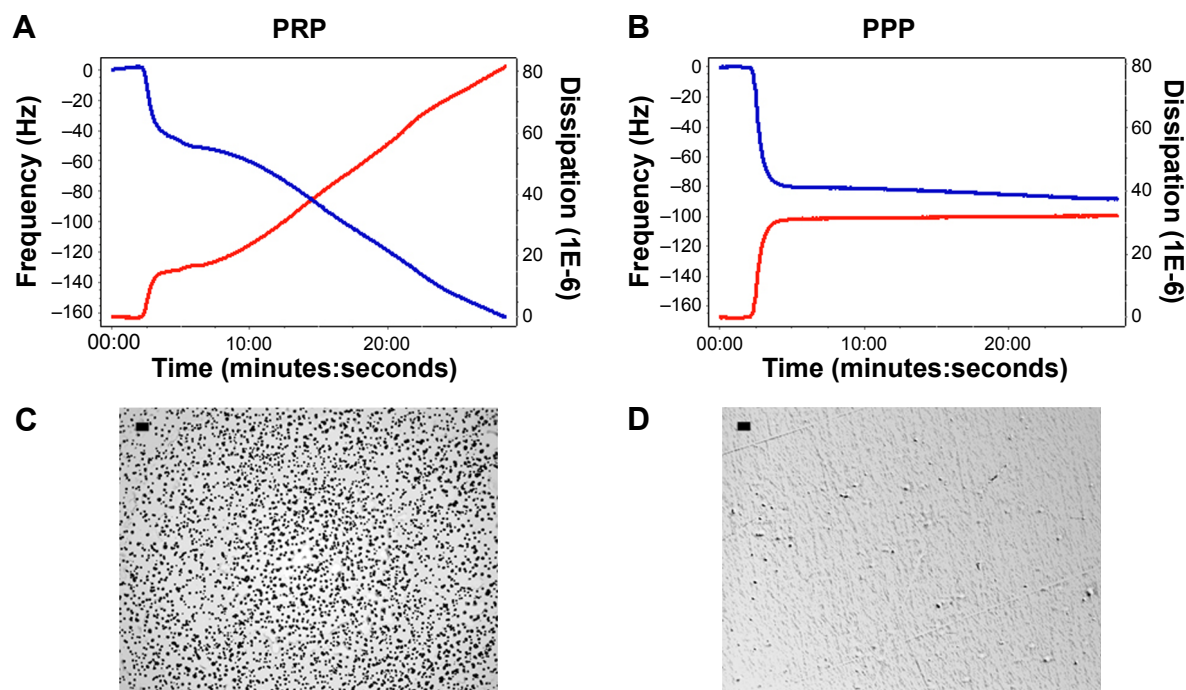 A
PRP
Frequency (Hz)
0
–20
–40
–60
–80
–100
–120
–140
–160
80
60
40
20
0
Dissipation (1E-6)
00:00
10:00
20:00
Time (minutes:seconds)
B
PPP
Frequency (Hz)
0
–20
–40
–60
–80
–100
–120
–140
–160
80
60
40
20
0
Dissipation (1E-6)
00:00
10:00
20:00
Time (minutes:seconds)
C
D